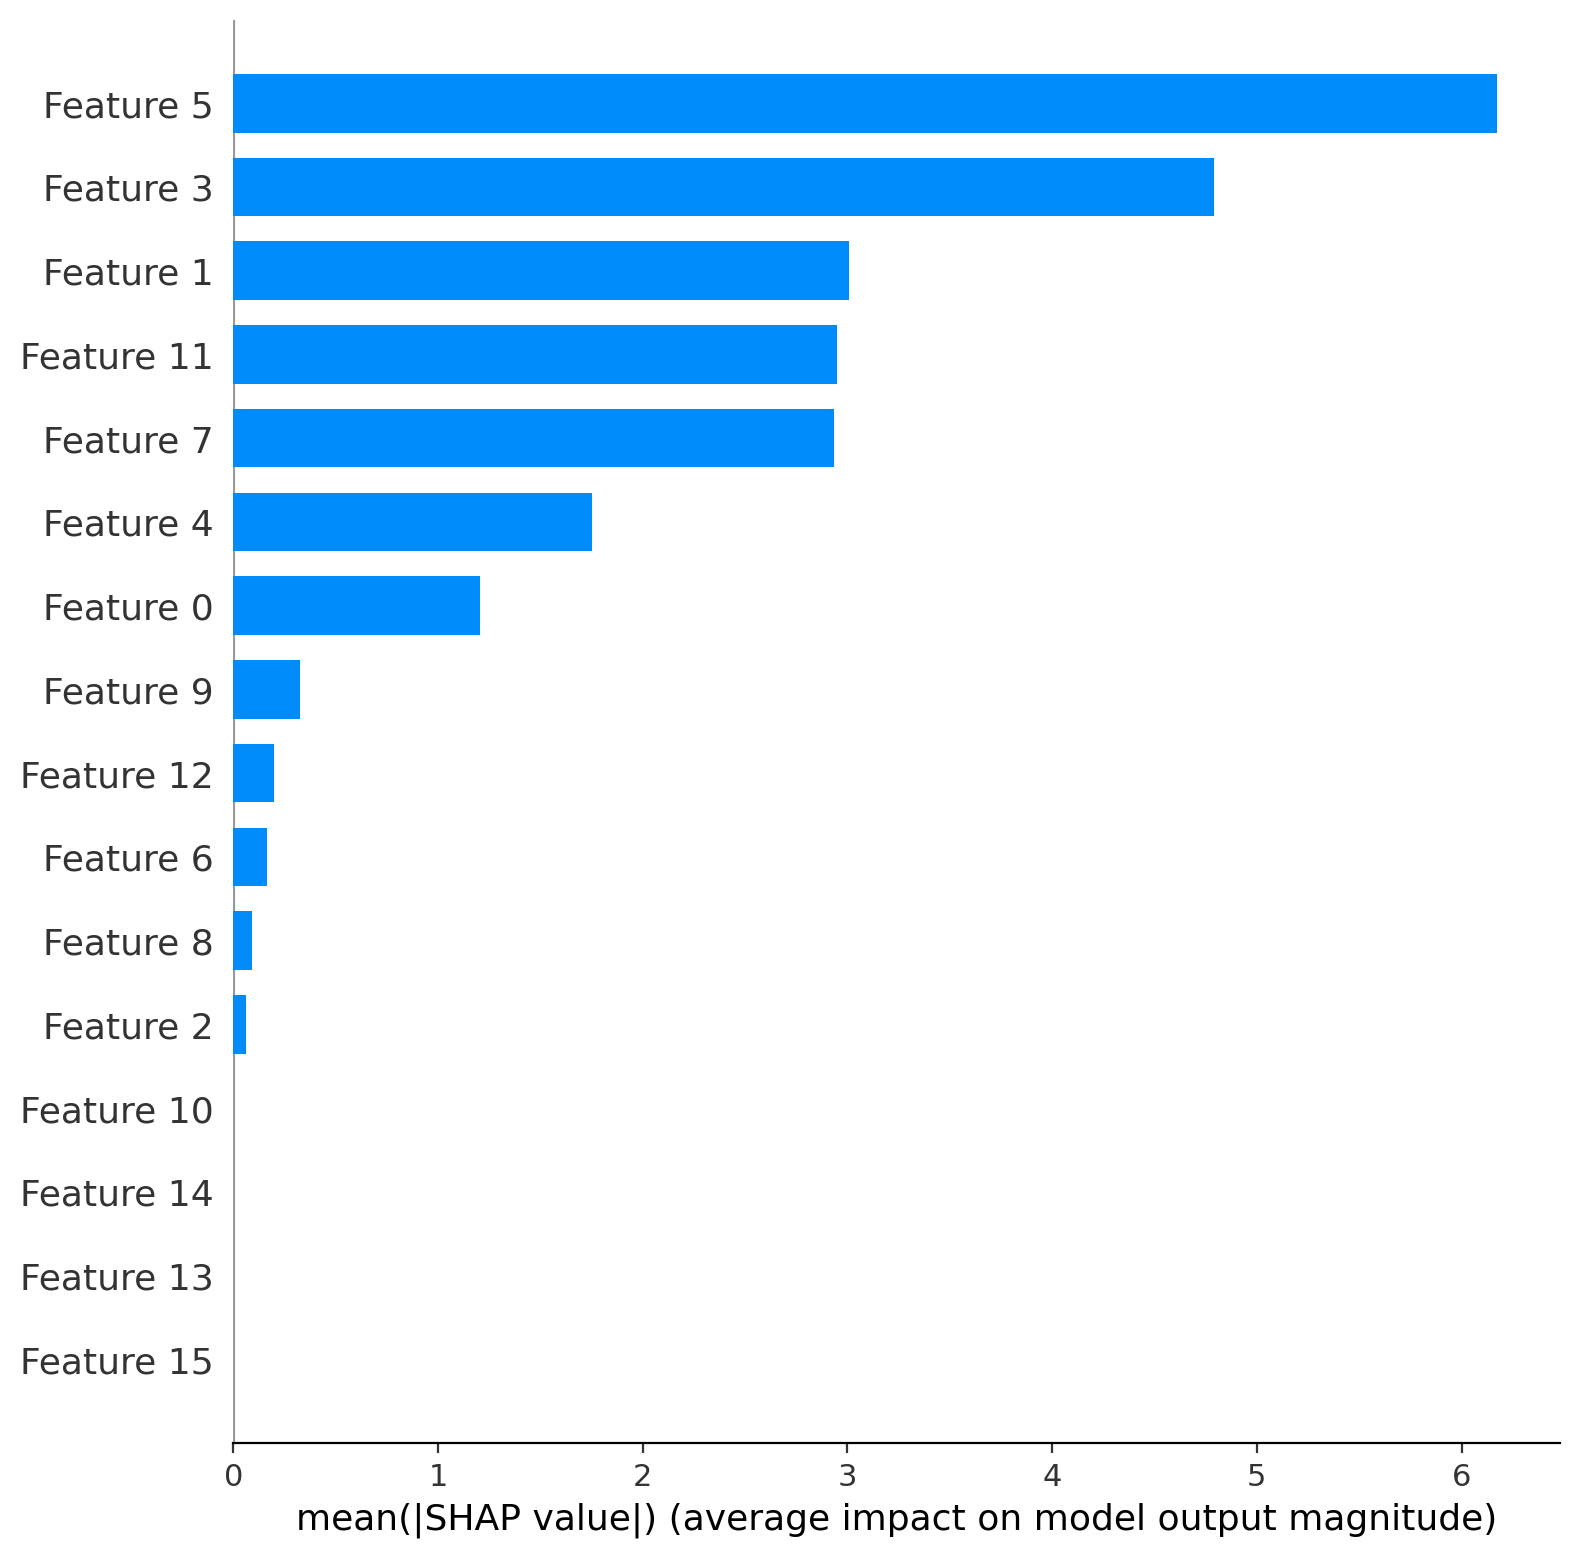 Feature 5
Feature 3
Feature 1
Feature 11
Feature 7
Feature 4
Feature 0
Feature 9
Feature 12
Feature 6
Feature 8
Feature 2
Feature 10
Feature 14
Feature 13
Feature 15
0 1 2 3 4 5 6
mean(|SHAP value|) (average impact on model output magnitude)